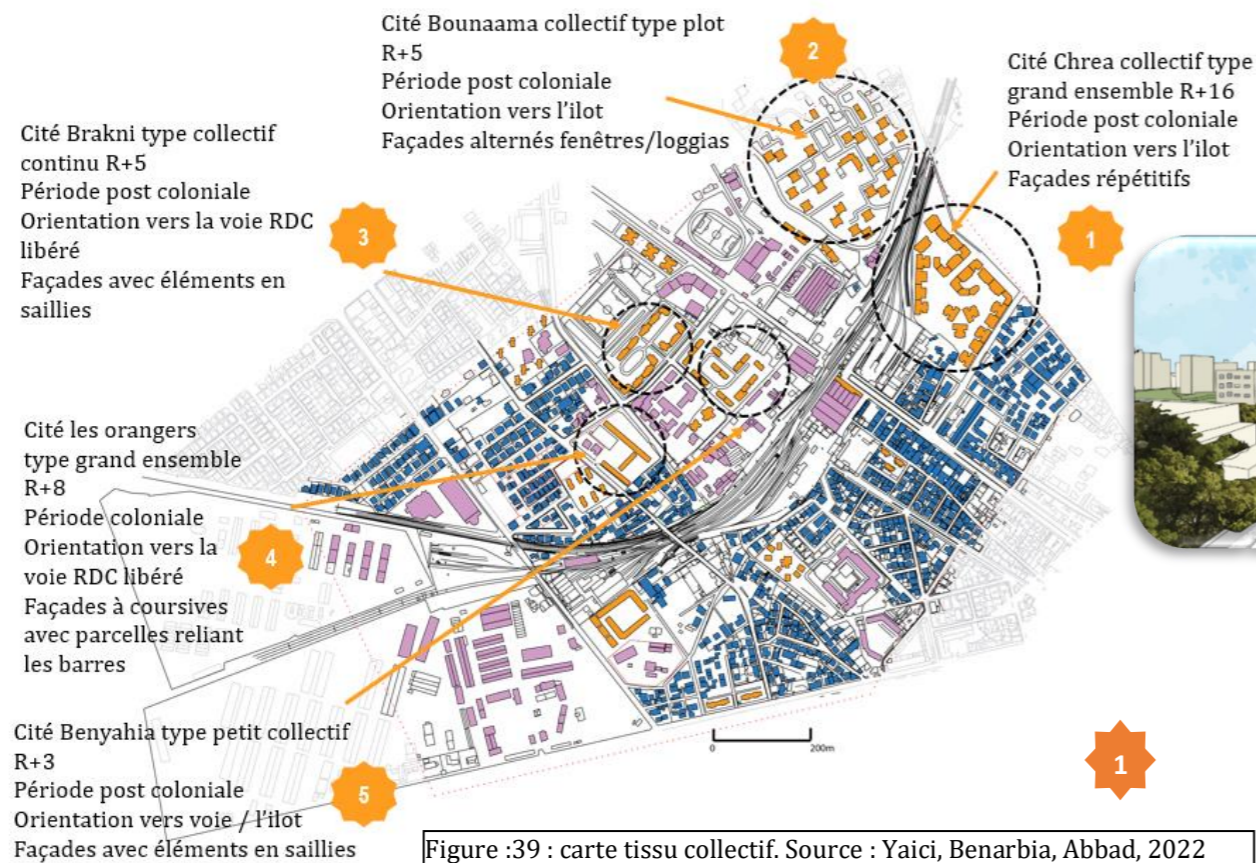 Cité Bounaama collectif type plot
R+5
Période post coloniale
Orientation vers l'ilot
Façades alternés fenêtres/loggias
2
Cité Chrea collectif type
grand ensemble R+16
Période post coloniale
Orientation vers l'ilot
Façades répétitifs
1
Cité Brakni type collectif
continu R+5
Période post coloniale
Orientation vers la voie RDC
libéré
Façades avec éléments en
saillies
3
Cité les orangers
type grand ensemble
R+8
Période coloniale
Orientation vers la
voie RDC libéré
Façades à coursives
avec parcelles reliant
les barres
4
Cité Benyahia type petit collectif
R+3
Période post coloniale
Orientation vers voie / l'ilot
Façades avec éléments en saillies
5
0 200m
1
Figure :39 : carte tissu collectif. Source : Yaici, Benarbia, Abbad, 2022